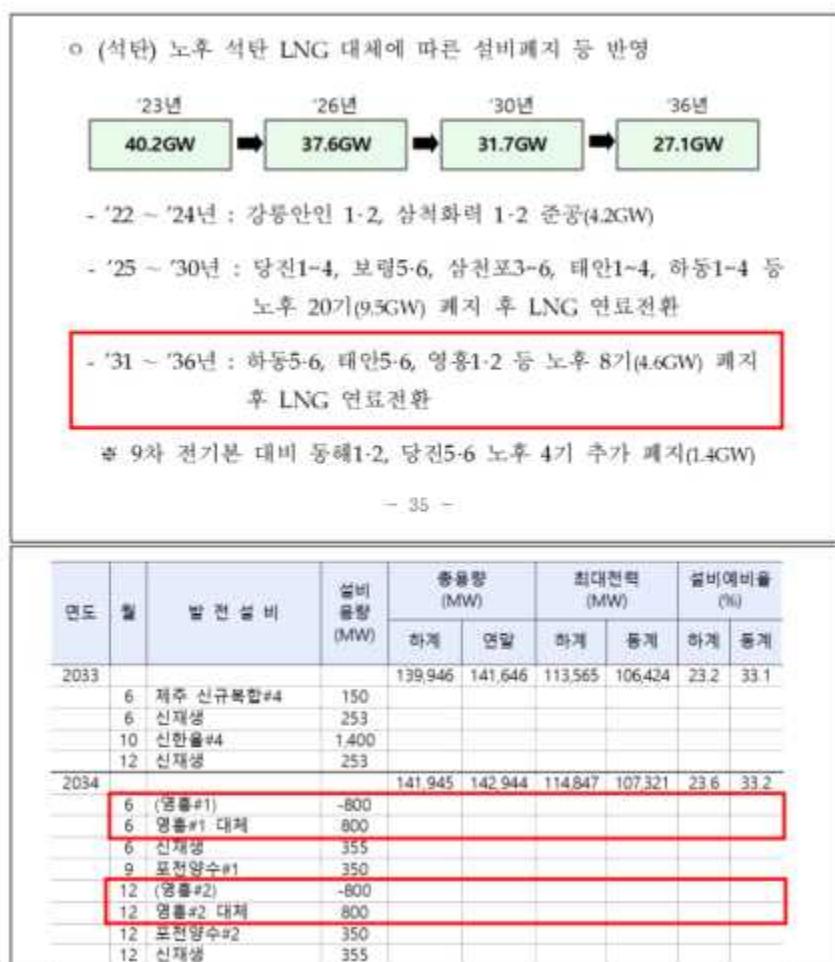 ㅇ (석탄) 노후 석탄 LNG 대체에 따른 설비폐지 등 반영
'23년 '26년 '30년 '36년
40.2GW 37.6GW 31.7GW 27.1GW
- '22 ~ '24년 : 강릉안인 1·2, 삼척화력 1·2 준공(4.2GW)
- '25 ~ '30년 : 당진1~4, 보령5·6, 삼천포3~6, 태안1~4, 하동1~4 등
노후 20기(9.5GW) 폐지 후 LNG 연료전환
- '31 ~ '36년 : 하동5·6, 태안5·6, 영흥1·2 등 노후 8기(4.6GW) 폐지
후 LNG 연료전환
※ 9차 전기본 대비 동해1·2, 당진5·6 노후 4기 추가 폐지(1.4GW)
- 35 -
연도 월 발 전 설 비 설비 용량 (MW) 총용량 (MW) 최대전력 (MW) 설비예비율 (%)
하계 연말 하계 동계 하계 동계
2033 139,946 141,646 113,565 106,424 23.2 33.1
6 제주 신규복합#4 150
6 신재생 253
10 신한울#4 1,400
12 신재생 253
2034 141,945 142,944 114,847 107,321 23.6 33.2
6 (영흥#1) -800
6 영흥#1 대체 800
6 신재생 355
9 포천양수#1 350
12 (영흥#2) -800
12 영흥#2 대체 800
12 포천양수#2 350
12 신재생 355